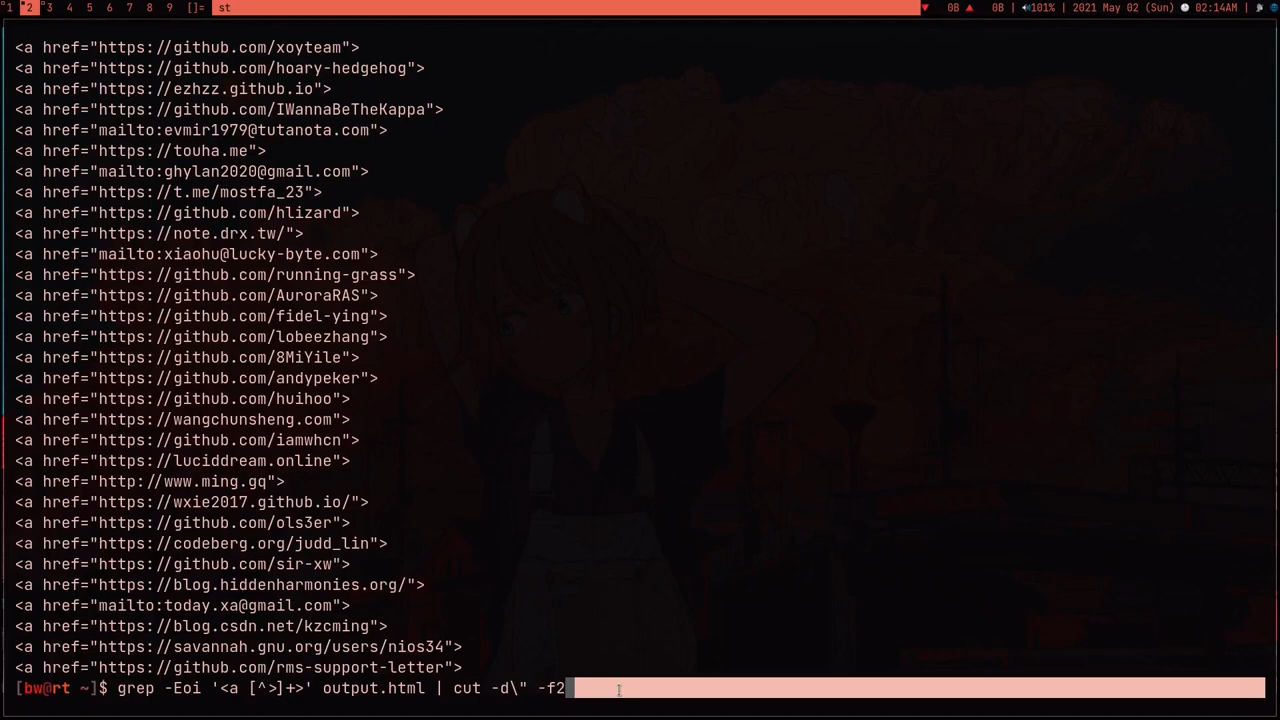 1 2 3 4 5 6 7 8 9 []= st 0B 0B 101% | 2021 May 02 (Sun) 02:14AM
<a href="https://github.com/xoyteam">
<a href="https://github.com/hoary-hedgehog">
<a href="https://ezhzz.github.io">
<a href="https://github.com/IWannaBeTheKappa">
<a href="mailto:evmir1979@tutanota.com">
<a href="https://touha.me">
<a href="mailto:ghylan2020@gmail.com">
<a href="https://t.me/mostfa_23">
<a href="https://github.com/hlizard">
<a href="https://note.drx.tw/">
<a href="mailto:xiaohu@lucky-byte.com">
<a href="https://github.com/running-grass">
<a href="https://github.com/AuroraRAS">
<a href="https://github.com/fidel-ying">
<a href="https://github.com/lobeezhang">
<a href="https://github.com/8MiYile">
<a href="https://github.com/andypeker">
<a href="https://github.com/huihoo">
<a href="https://wangchunsheng.com">
<a href="https://github.com/iamwhcn">
<a href="https://luciddream.online">
<a href="http://www.ming.gq">
<a href="https://wxie2017.github.io/">
<a href="https://github.com/ols3er">
<a href="https://codeberg.org/judd_lin">
<a href="https://github.com/sir-xw">
<a href="https://blog.hiddenharmonies.org/">
<a href="mailto:today.xa@gmail.com">
<a href="https://blog.csdn.net/kzcming">
<a href="https://savannah.gnu.org/users/nios34">
<a href="https://github.com/rms-support-letter">
[bw@rt ~]$ grep -Eoi '<a [^>]+>' output.html | cut -d\" -f2